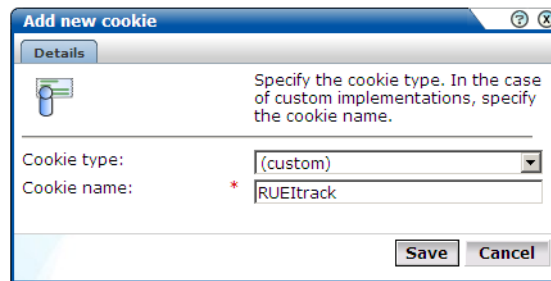 Add new cookie
Details
Specify the cookie type. In the case
of custom implementations, specify
the cookie name.
Cookie type: (custom)
Cookie name: * RUEItrack
Save Cancel